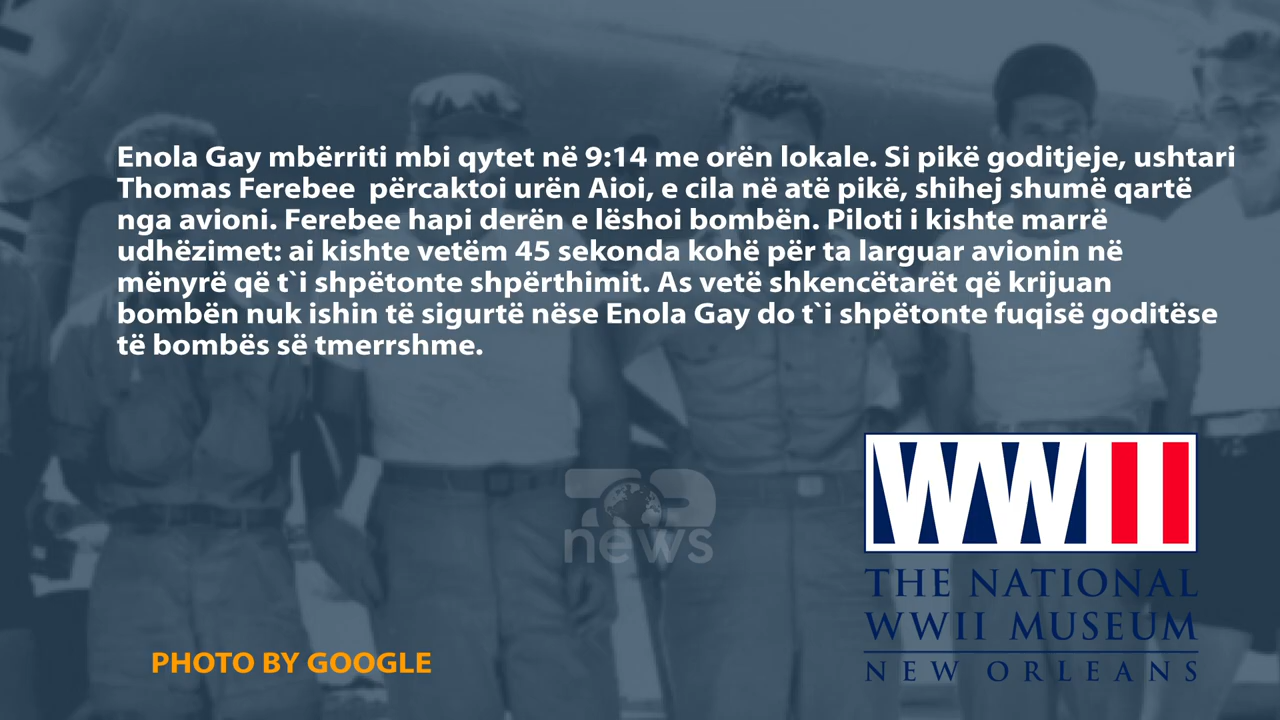 Enola Gay mbërriti mbi qytet në 9:14 me orën lokale. Si pikë goditjeje, ushtari
Thomas Ferebee  përcaktoi urën Aioi, e cila në atë pikë, shihej shumë qartë
nga avioni. Ferebee hapi derën e lëshoi bombën. Piloti i kishte marrë
udhëzimet: ai kishte vetëm 45 sekonda kohë për ta larguar avionin në
mënyrë që t`i shpëtonte shpërthimit. As vetë shkencëtarët që krijuan
bombën nuk ishin të sigurtë nëse Enola Gay do t`i shpëtonte fuqisë goditëse
të bombës së tmerrshme.
news
WWII
THE NATIONAL
WWII MUSEUM
NEW ORLEANS
PHOTO BY GOOGLE